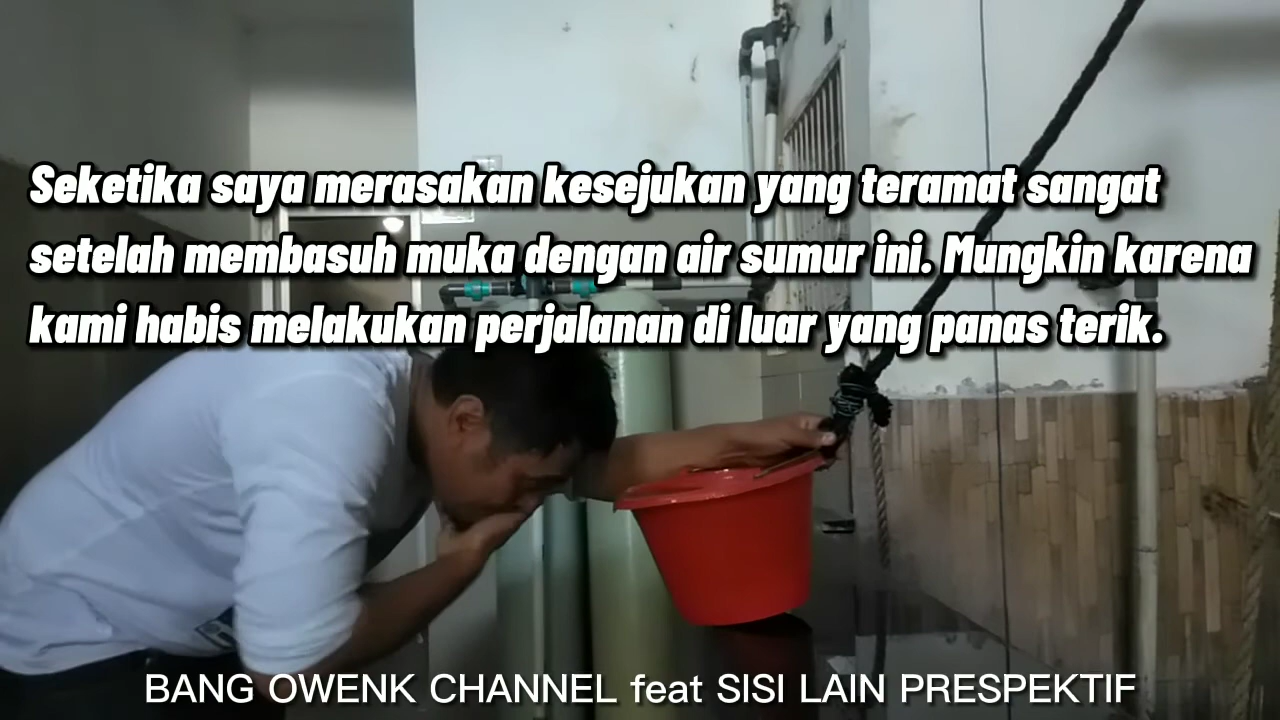 Seketika saya merasakan kesejukan yang teramat sangat
setelah membasuh muka dengan air sumur ini. Mungkin karena
kami habis melakukan perjalanan di luar yang panas terik.
BANG OWENK CHANNEL feat SISI LAIN PRESPEKTIF